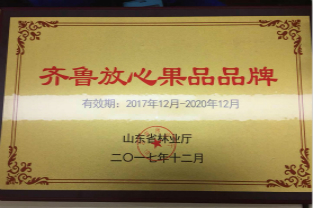 齐鲁放心果品品牌
有效期：2017年12月-2020年12月
山东省林业厅
二〇一七年十二月